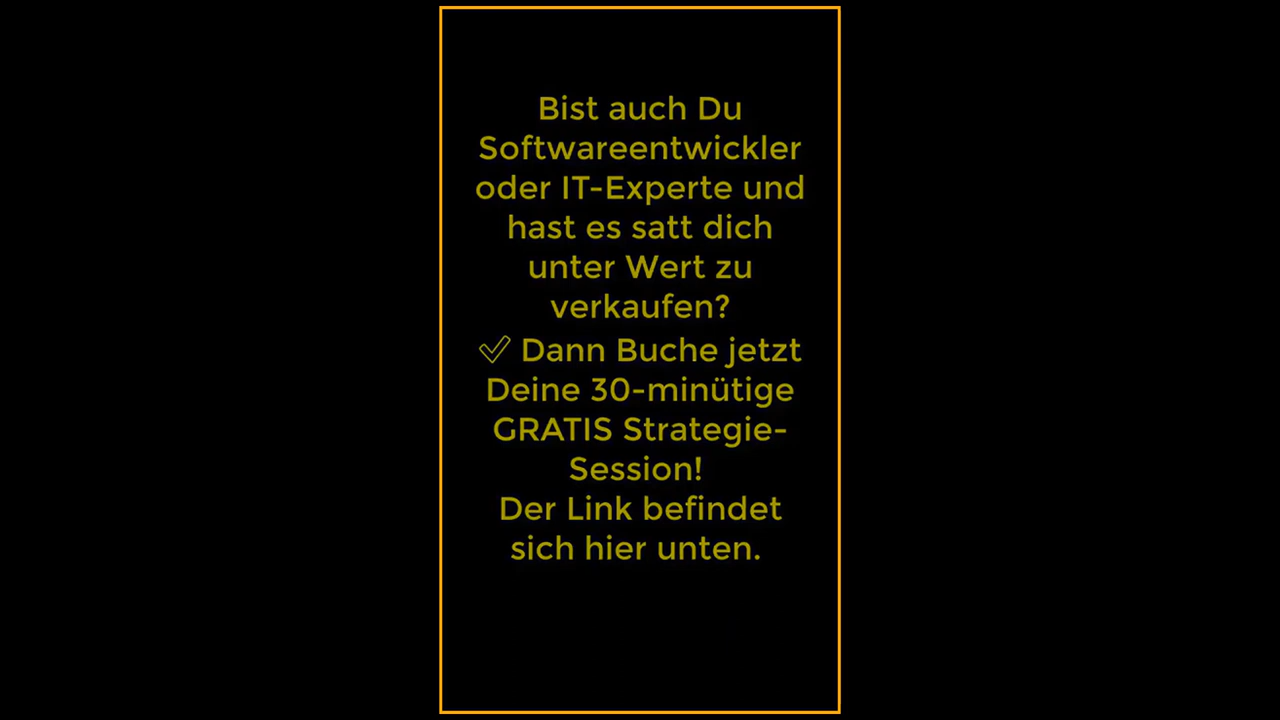 Bist auch Du
Softwareentwickler
oder IT-Experte und
hast es satt dich
unter Wert zu
verkaufen?
✅ Dann Buche jetzt
Deine 30-minütige
GRATIS Strategie-
Session!
Der Link befindet
sich hier unten.